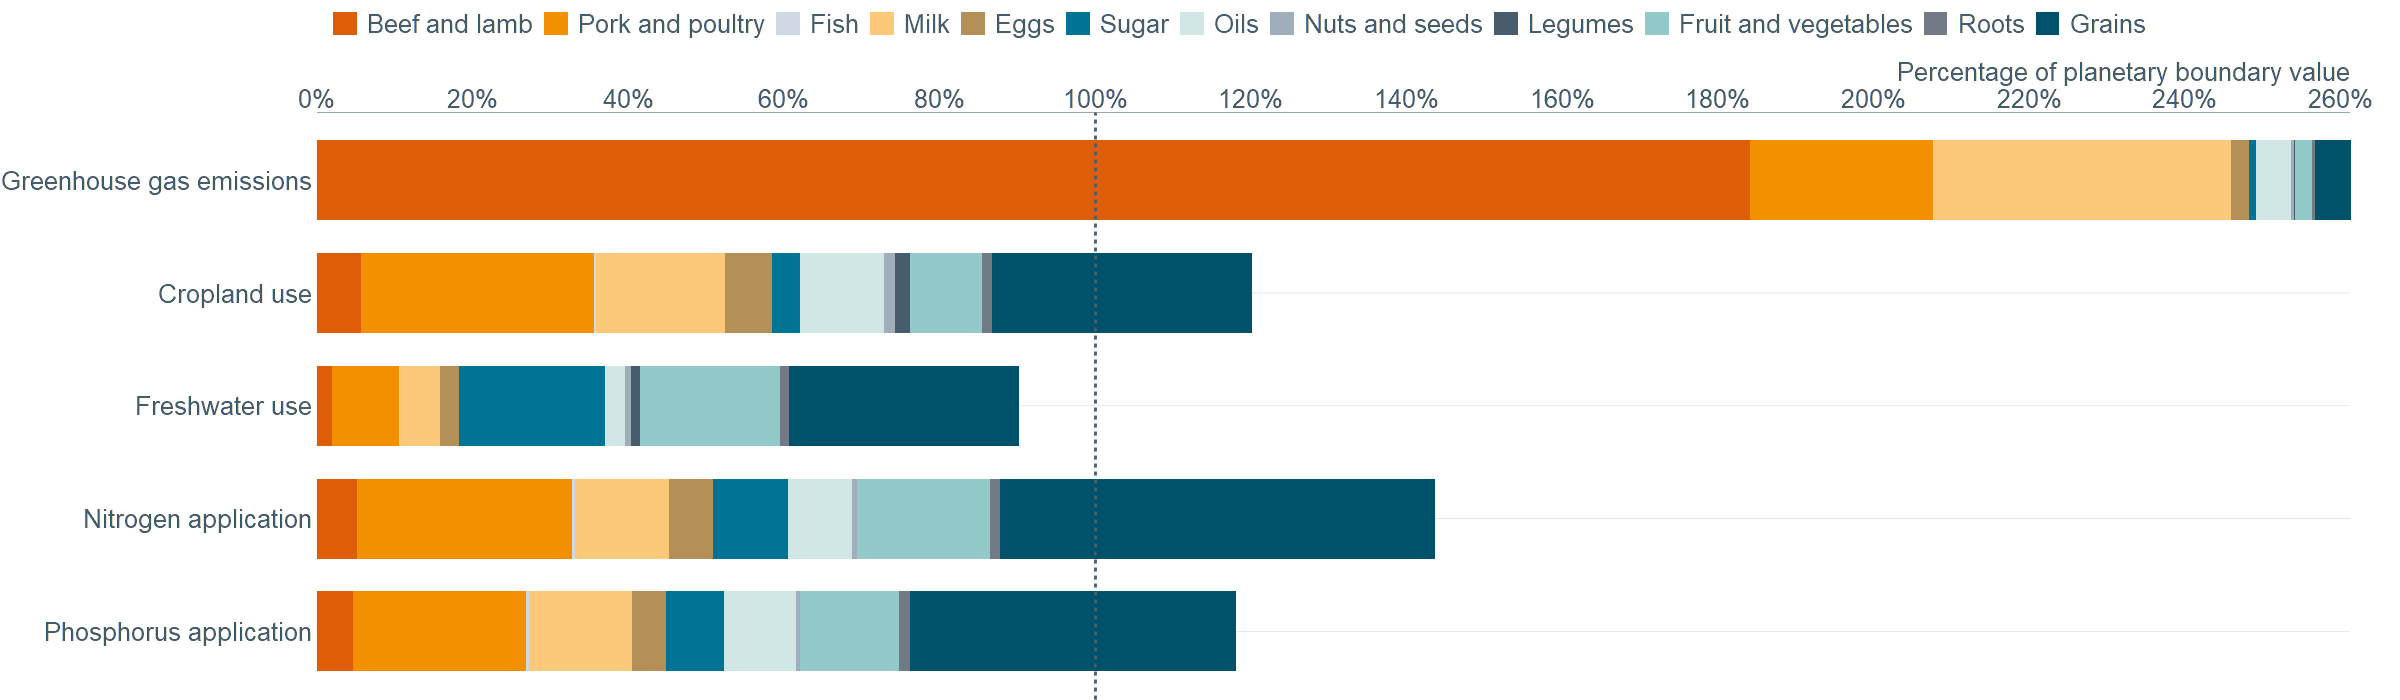 Beef and lamb Pork and poultry Fish Milk Eggs Sugar Oils Nuts and seeds Legumes Fruit and vegetables Roots Grains
Percentage of planetary boundary value
0% 20% 40% 60% 80% 100% 120% 140% 160% 180% 200% 220% 240% 260%
Greenhouse gas emissions
Cropland use
Freshwater use
Nitrogen application
Phosphorus application